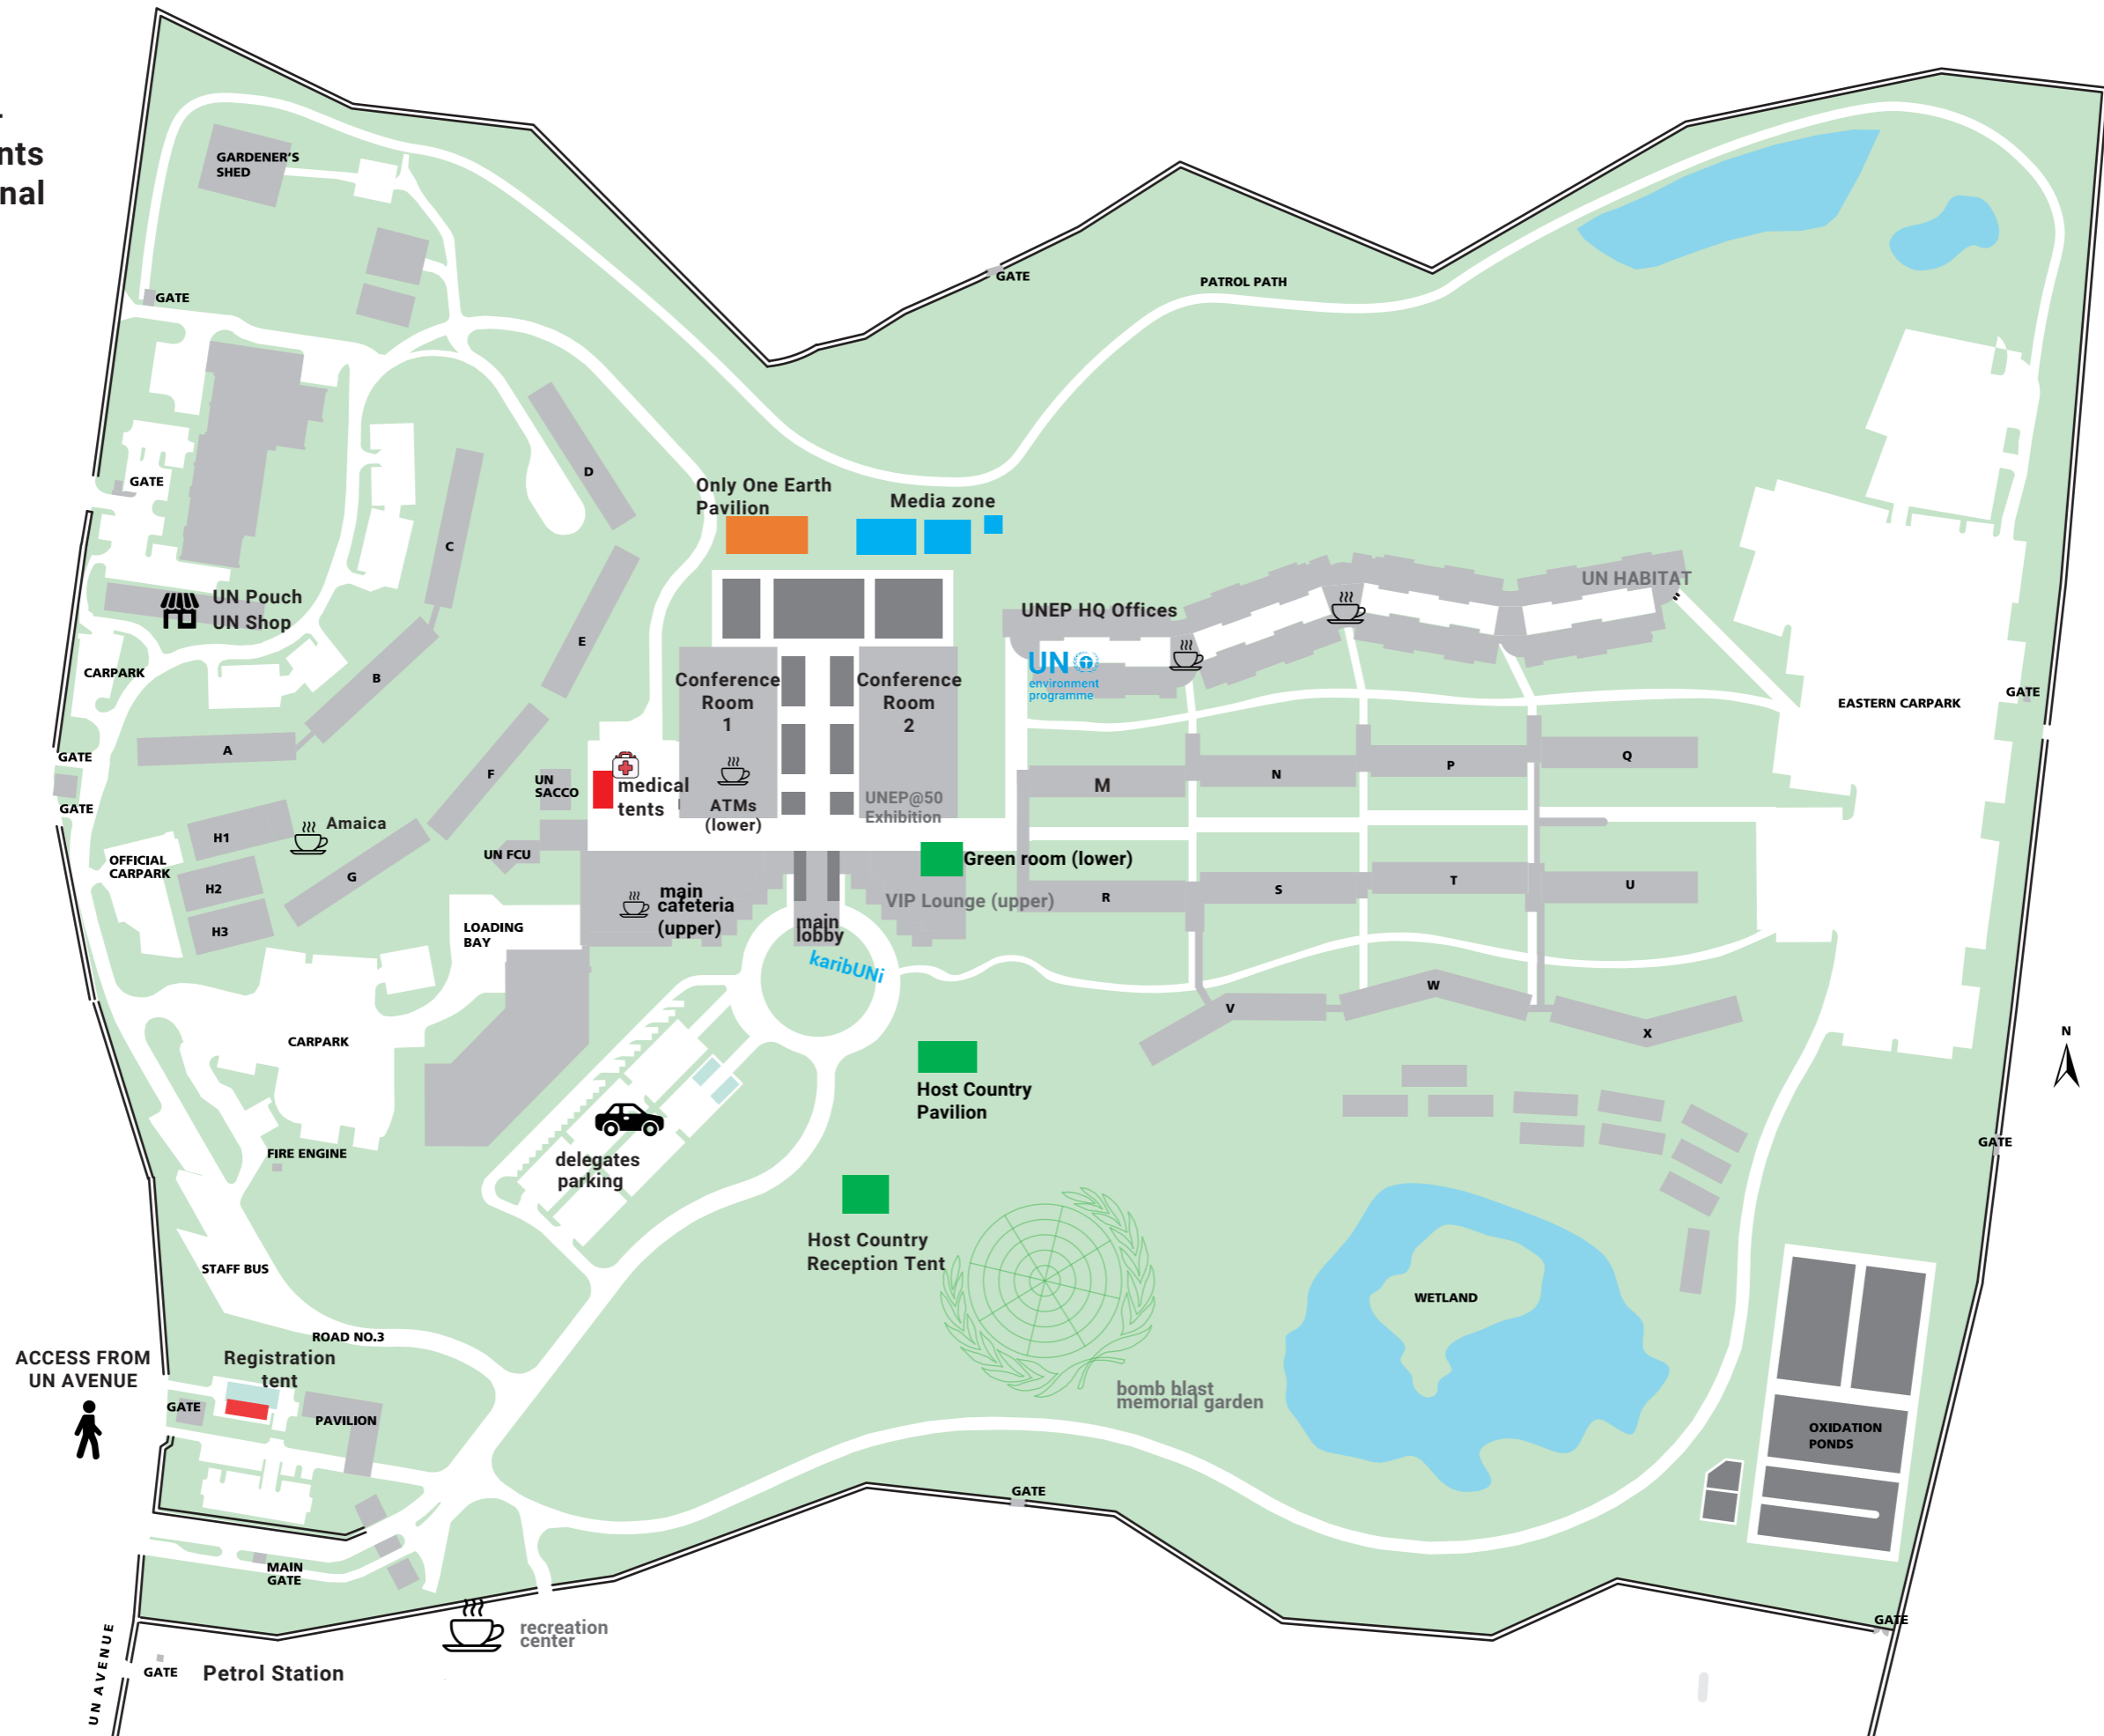 nts
nal
GARDENER'S
SHED
GATE
GATE
PATROL PATH
GATE
D
Only One Earth
Pavilion
Media zone
C
UN Pouch
UN Shop
E
UN HABITAT
UNEP HQ Offices
UN
environment
programme
CARPARK
B
Conference
Room
1
Conference
Room
2
GATE
EASTERN CARPARK
A
GATE
GATE
F
UN
SACCO
medical
tents
ATMs
(lower)
UNEP@50
Exhibition
M
N
P
Q
H1
Amaica
OFFICIAL
CARPARK
H2
G
UN FCU
Green room (lower)
H3
LOADING
BAY
main
cafeteria
(upper)
main
lobby
karibUNi
VIP Lounge (upper)
R
S
T
U
V
W
X
N
CARPARK
Host Country
Pavilion
FIRE ENGINE
delegates
parking
GATE
Host Country
Reception Tent
STAFF BUS
WETLAND
ROAD NO.3
ACCESS FROM
UN AVENUE
Registration
tent
GATE
PAVILION
bomb blast
memorial garden
OXIDATION
PONDS
GATE
MAIN
GATE
recreation
center
GATE
UN AVENUE
GATE
Petrol Station